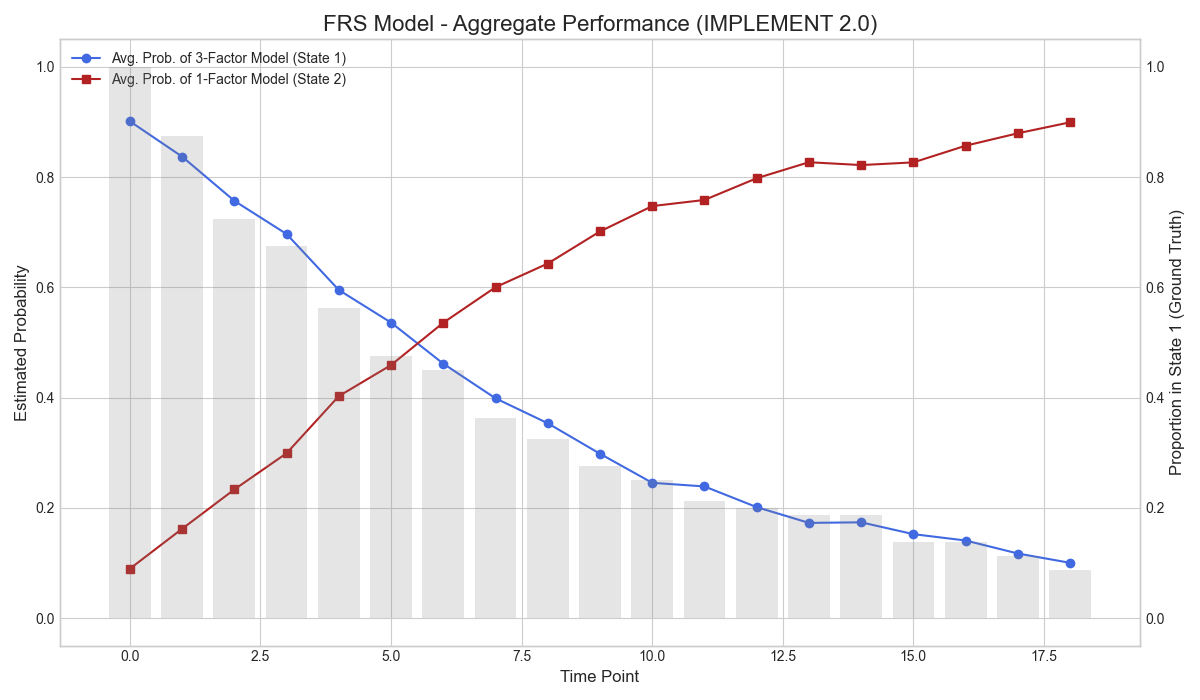 FRS Model - Aggregate Performance (IMPLEMENT 2.0)
Avg. Prob. of 3-Factor Model (State 1)
Avg. Prob. of 1-Factor Model (State 2)
Estimated Probability
1.0
0.8
0.6
0.4
0.2
0.0
1.0
0.8
0.6
0.4
0.2
0.0
Proportion in State 1 (Ground Truth)
0.0 2.5 5.0 7.5 10.0 12.5 15.0 17.5
Time Point